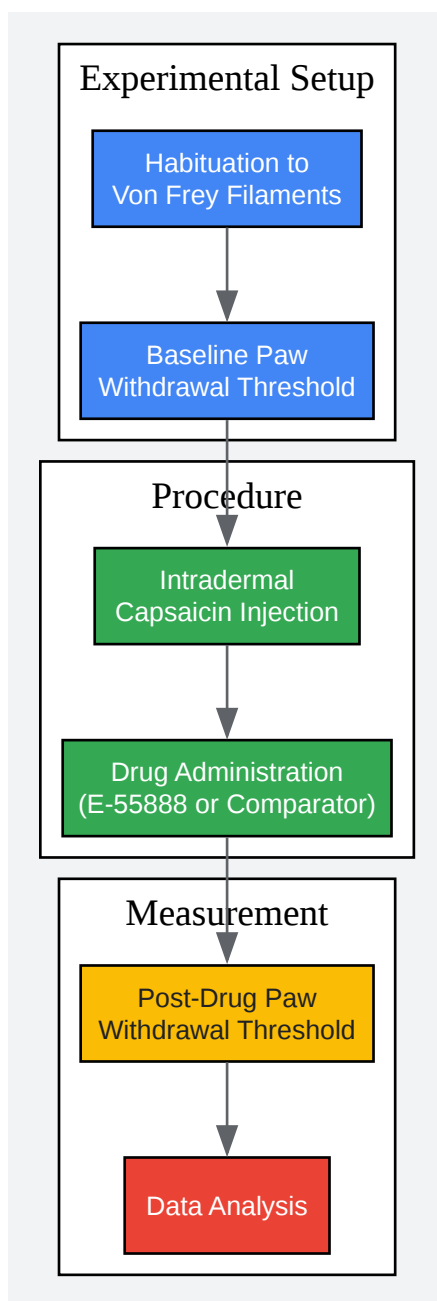 Experimental Setup
Habituation to
Von Frey Filaments
Baseline Paw
Withdrawal Threshold
Procedure
Intradermal
Capsaicin Injection
Drug Administration
(E-55888 or Comparator)
Measurement
Post-Drug Paw
Withdrawal Threshold
Data Analysis